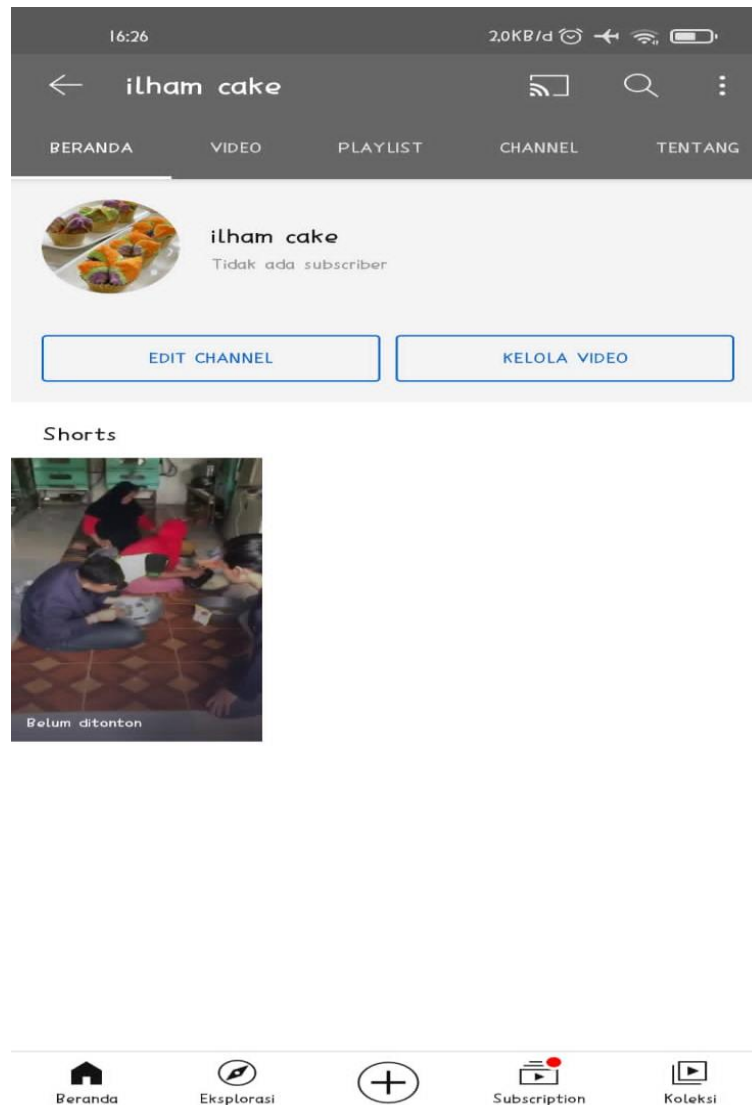 16:26 2,0KB/d
ilham cake
BERANDA VIDEO PLAYLIST CHANNEL TENTANG
ilham cake
Tidak ada subscriber
EDIT CHANNEL KELOLA VIDEO
Shorts
Belum ditonton
Beranda Eksplorasi Subscription Koleksi